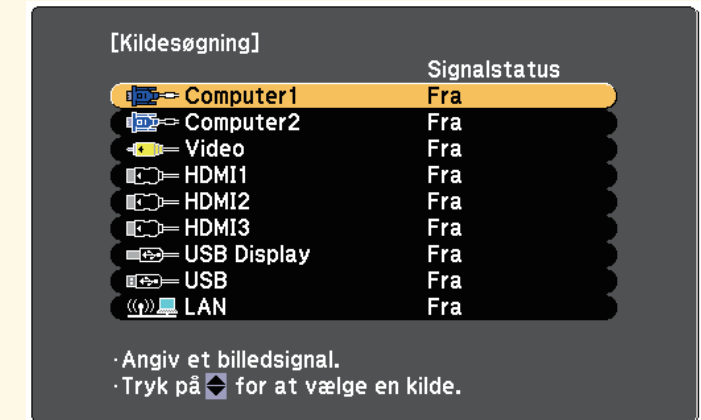 [Kildesøgning]
Signalstatus
Computer1 Fra
Computer2 Fra
Video Fra
HDMI1 Fra
HDMI2 Fra
HDMI3 Fra
USB Display Fra
USB Fra
LAN Fra
·Angiv et billedsignal.
·Tryk på for at vælge en kilde.